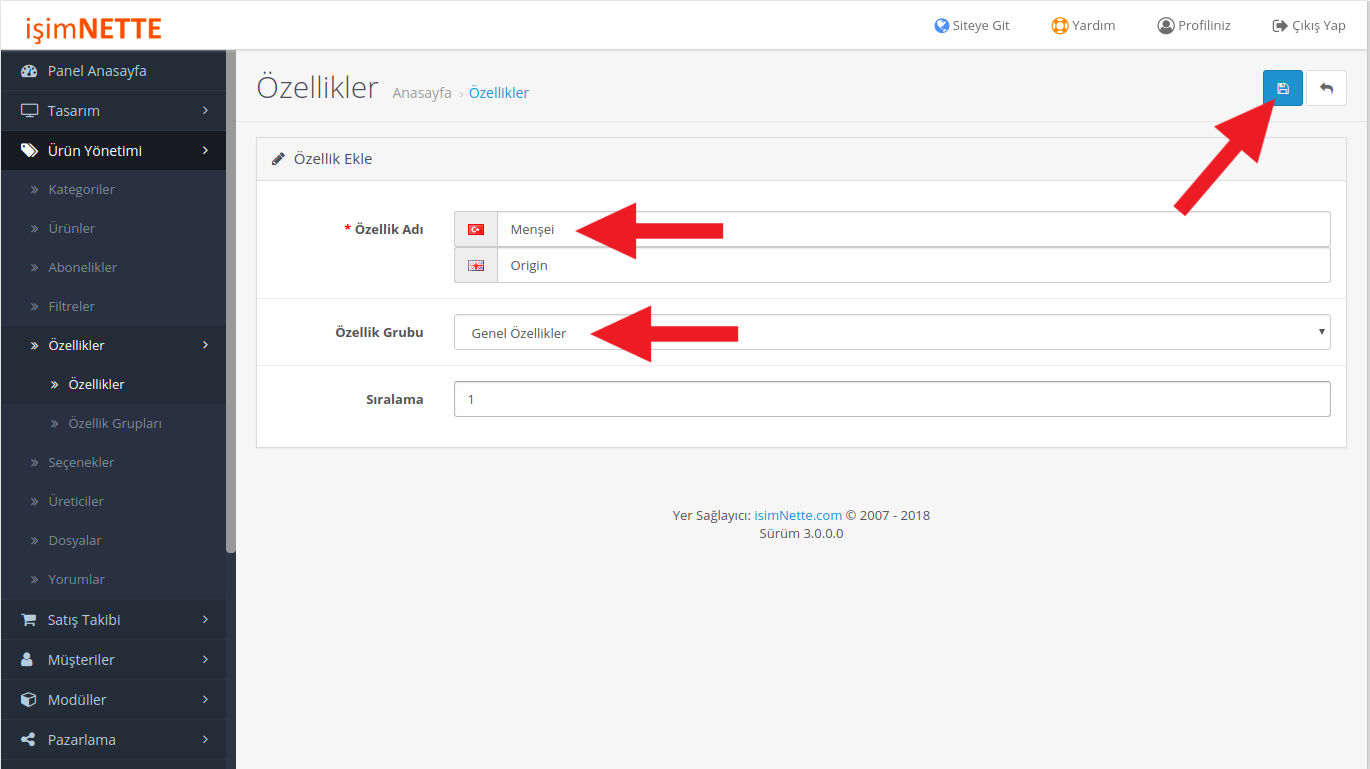 işimNETTE
Siteye Git
Yardım
Profiliniz
Çıkış Yap
Panel Anasayfa
Tasarım
Ürün Yönetimi
Kategoriler
Ürünler
Abonelikler
Filtreler
Özellikler
Özellikler
Özellik Grupları
Seçenekler
Üreticiler
Dosyalar
Yorumlar
Satış Takibi
Müşteriler
Modüller
Pazarlama
Özellikler Anasayfa › Özellikler
Özellik Ekle
* Özellik Adı
Menşei
Origin
Özellik Grubu
Genel Özellikler
Sıralama
1
Yer Sağlayıcı: isimNette.com © 2007 - 2018
Sürüm 3.0.0.0